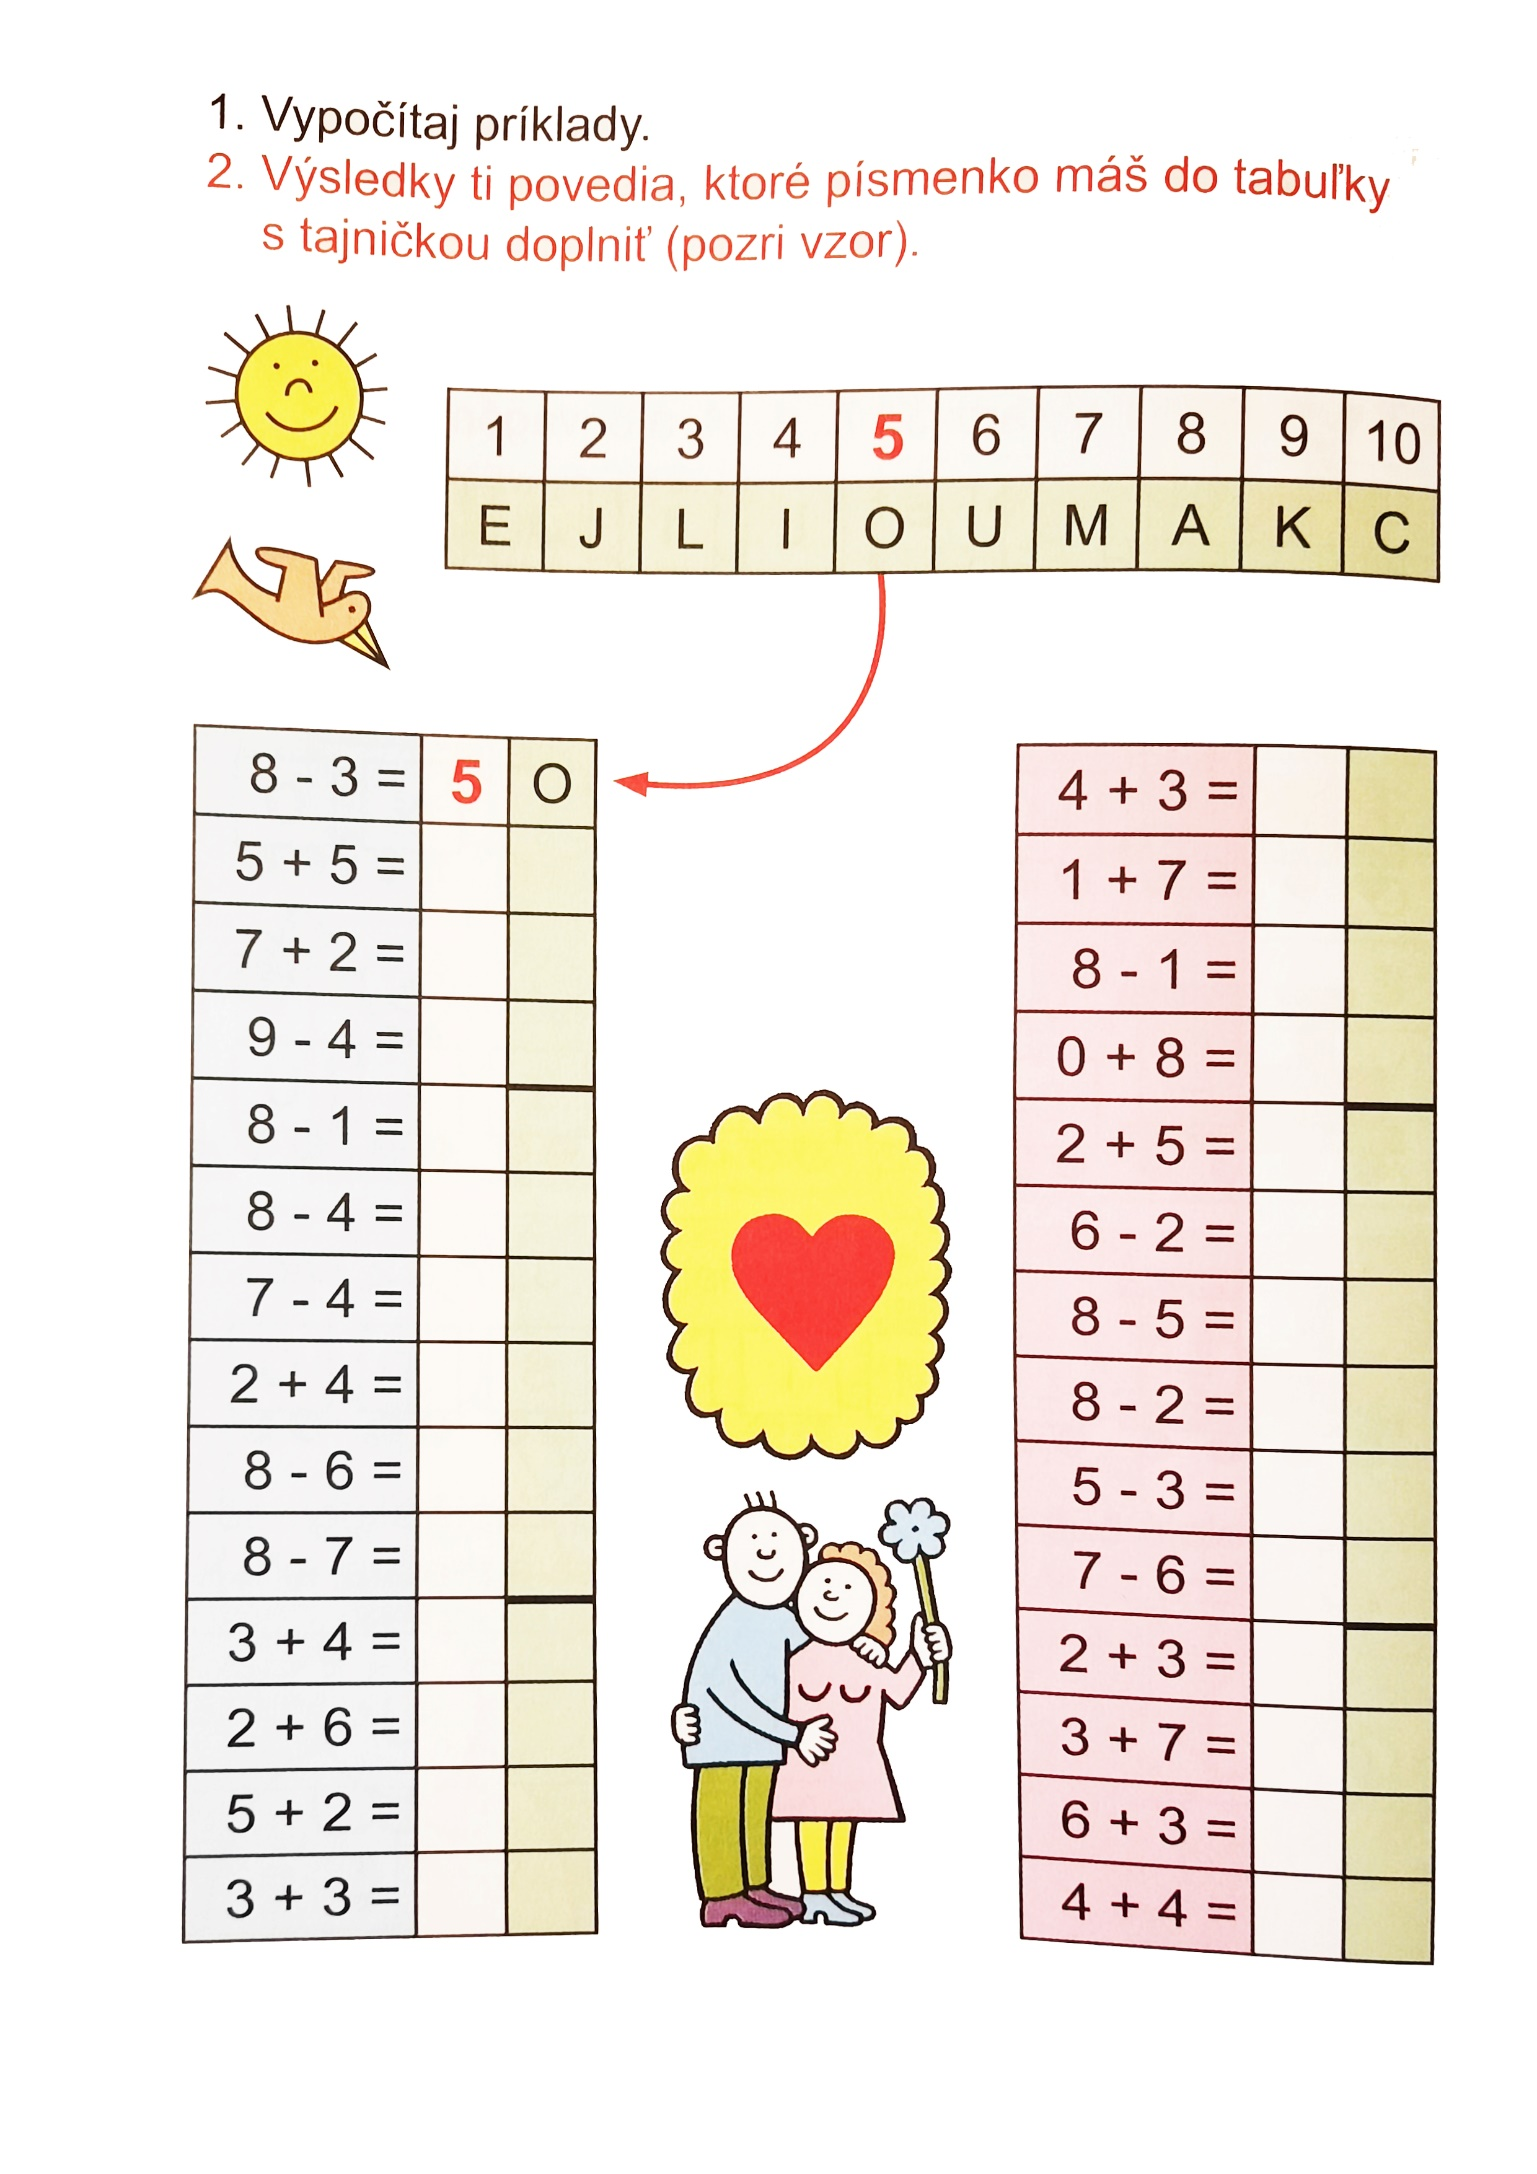 1. Vypočítaj príklady.
2. Výsledky ti povedia, ktoré písmenko máš do tabuľky
s tajničkou doplniť (pozri vzor).
1 2 3 4 5 6 7 8 9 10
E J L I O U M A K C
8 - 3 = 5 O
5 + 5 =
7 + 2 =
9 - 4 =
8 - 1 =
8 - 4 =
7 - 4 =
2 + 4 =
8 - 6 =
8 - 7 =
3 + 4 =
2 + 6 =
5 + 2 =
3 + 3 =
4 + 3 =
1 + 7 =
8 - 1 =
0 + 8 =
2 + 5 =
6 - 2 =
8 - 5 =
8 - 2 =
5 - 3 =
7 - 6 =
2 + 3 =
3 + 7 =
6 + 3 =
4 + 4 =